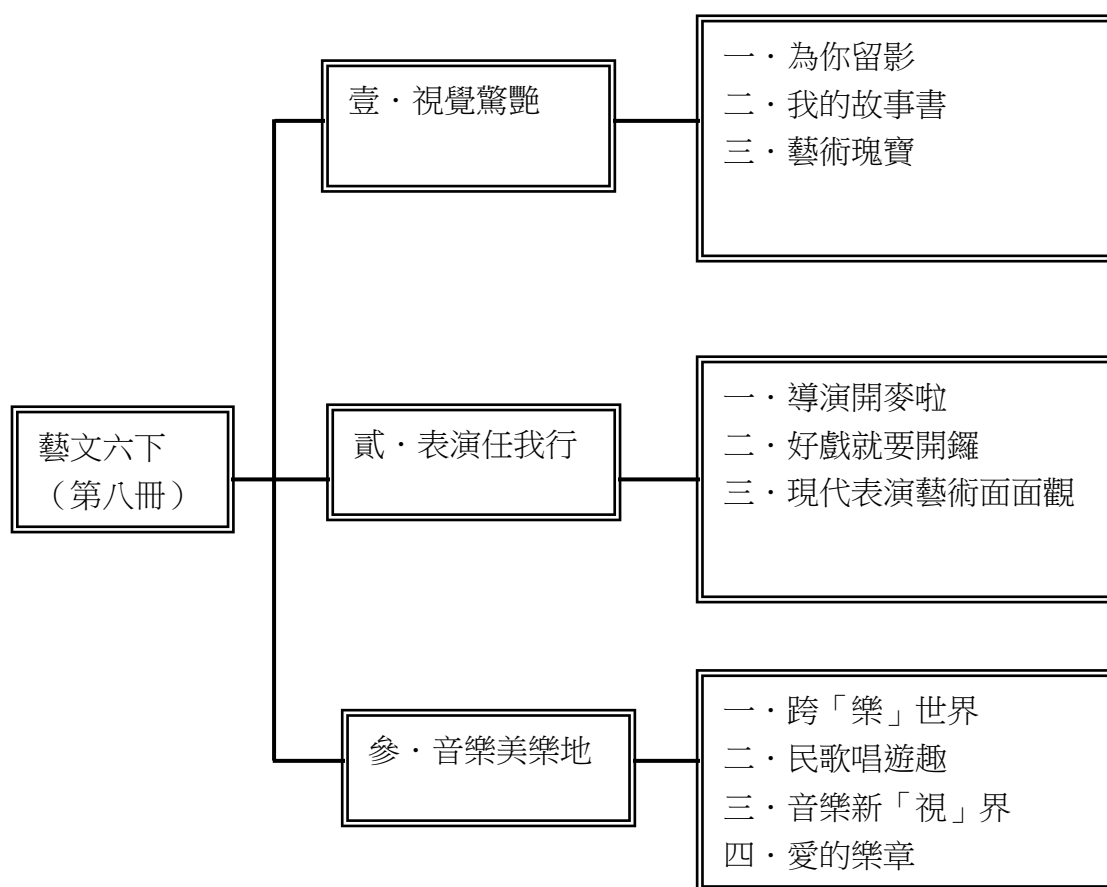 藝文六下
（第八冊）
壹．視覺驚艷
一．為你留影
二．我的故事書
三．藝術瑰寶
貳．表演任我行
一．導演開麥啦
二．好戲就要開鑼
三．現代表演藝術面面觀
參．音樂美樂地
一．跨「樂」世界
二．民歌唱遊趣
三．音樂新「視」界
四．愛的樂章